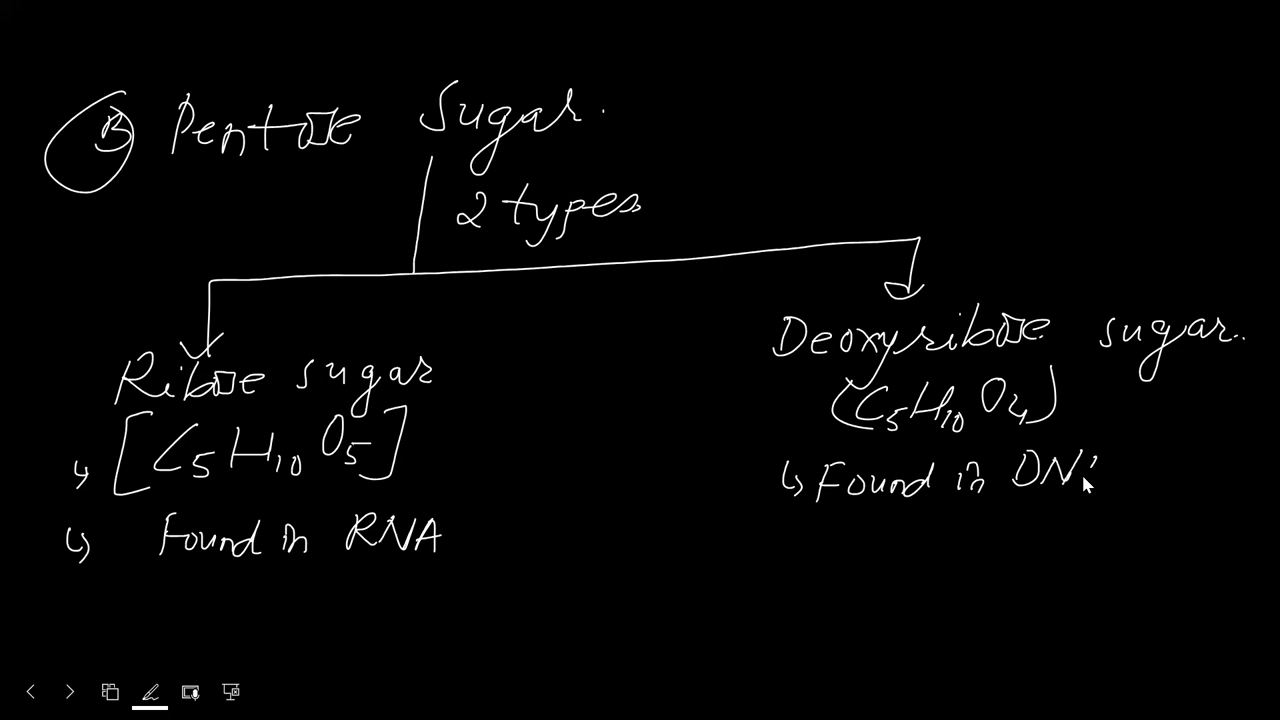 B Pentose Sugar.
2 types
Ribose sugar
[C5H10O5]
Found in RNA
Deoxyribose sugar..
(C5H10O4)
Found in DN